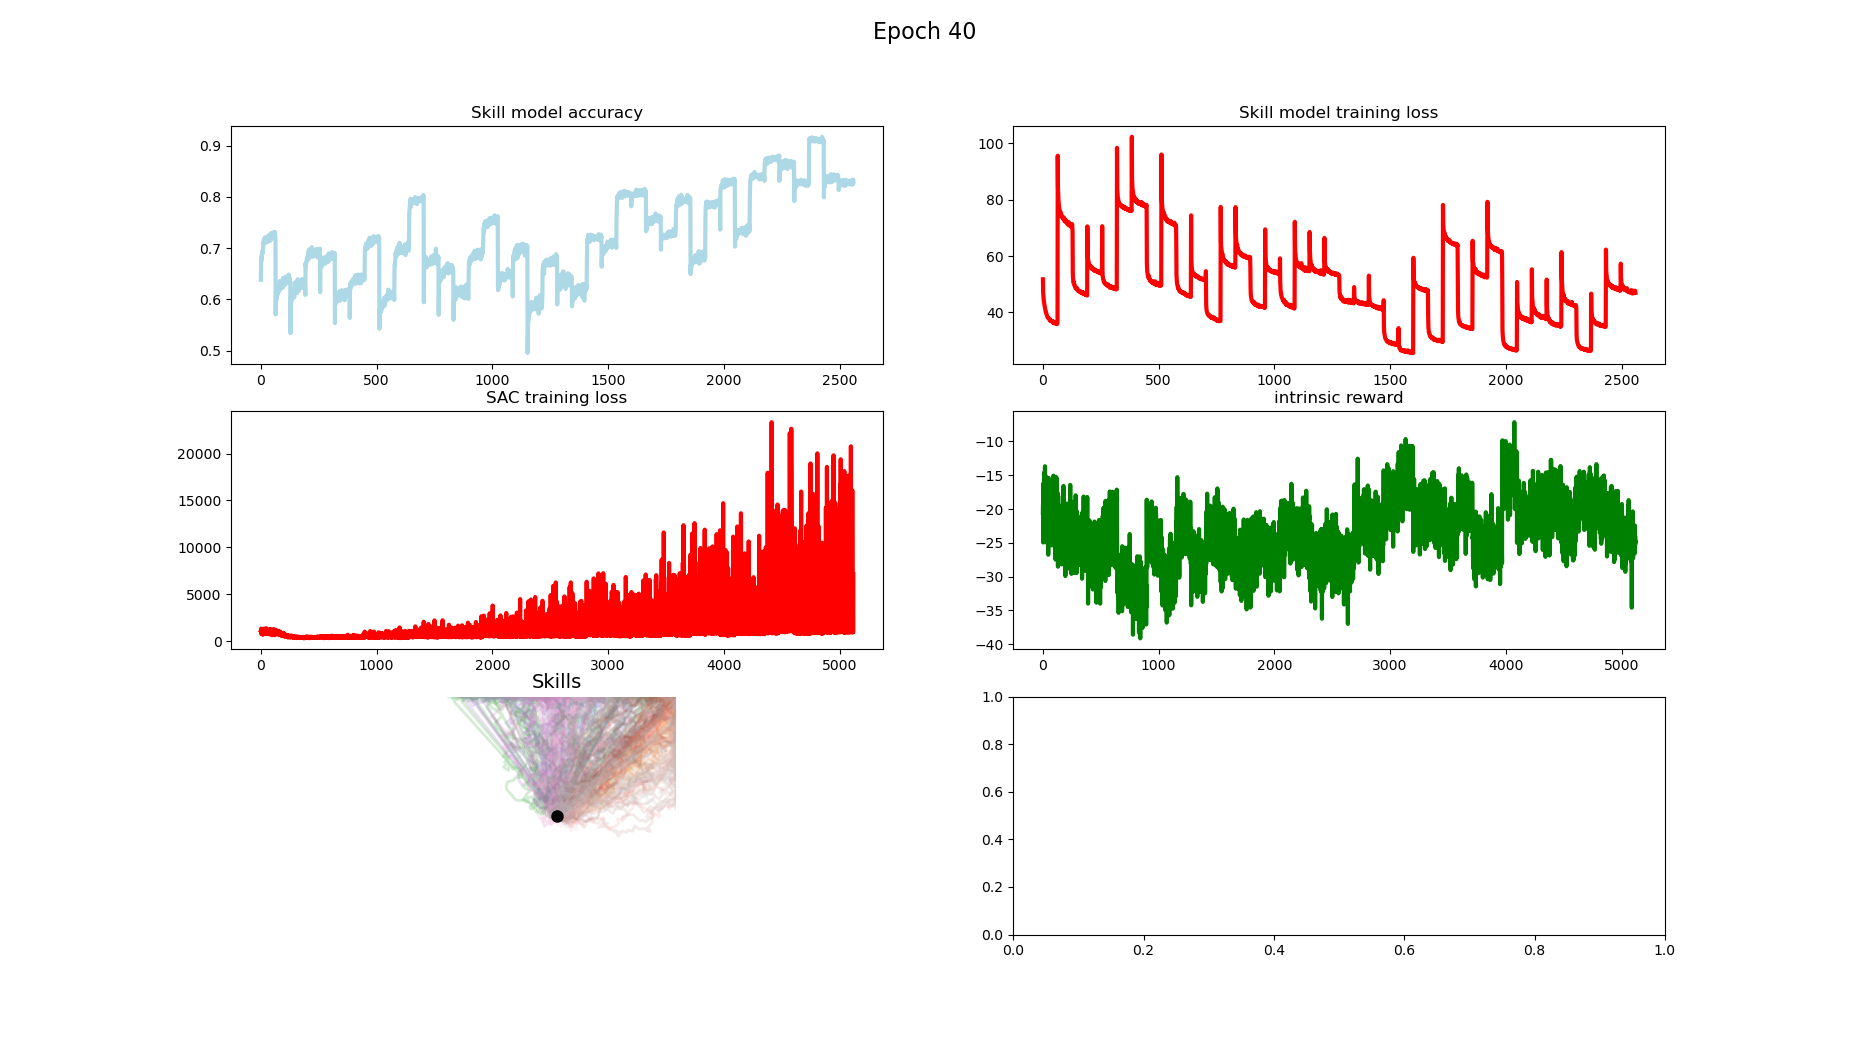 Epoch 40
Skill model accuracy
0.9
0.8
0.7
0.6
0.5
0 500 1000 1500 2000 2500
Skill model training loss
100
80
60
40
0 500 1000 1500 2000 2500
SAC training loss
20000
15000
10000
5000
0
0 1000 2000 3000 4000 5000
intrinsic reward
−10
−15
−20
−25
−30
−35
−40
0 1000 2000 3000 4000 5000
Skills
1.0
0.8
0.6
0.4
0.2
0.0
0.0 0.2 0.4 0.6 0.8 1.0